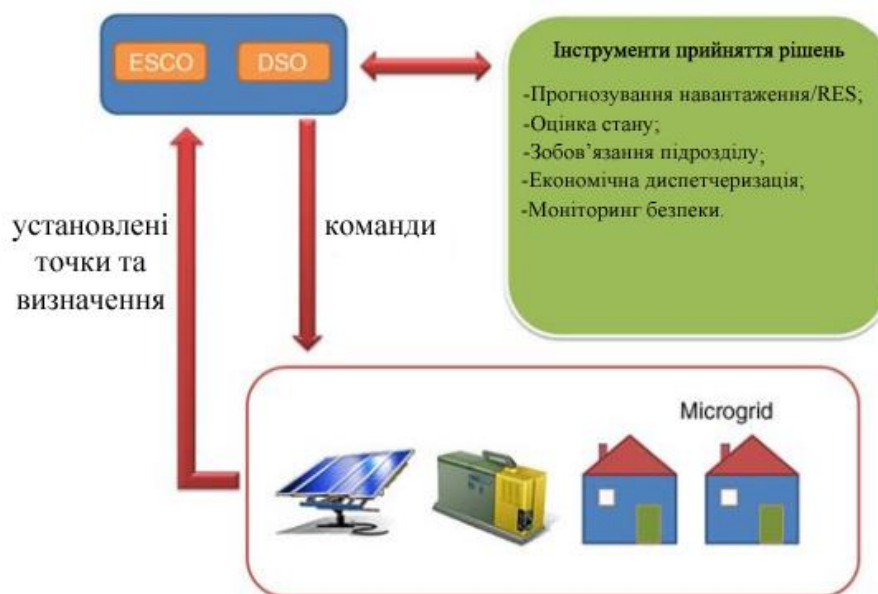 ESCO
DSO
Інструменти прийняття рішень
-Прогнозування навантаження/RES;
-Оцінка стану;
-Зобов’язання підрозділу;
-Економічна диспетчеризація;
-Моніторинг безпеки.
установлені
точки та
визначення
команди
Microgrid